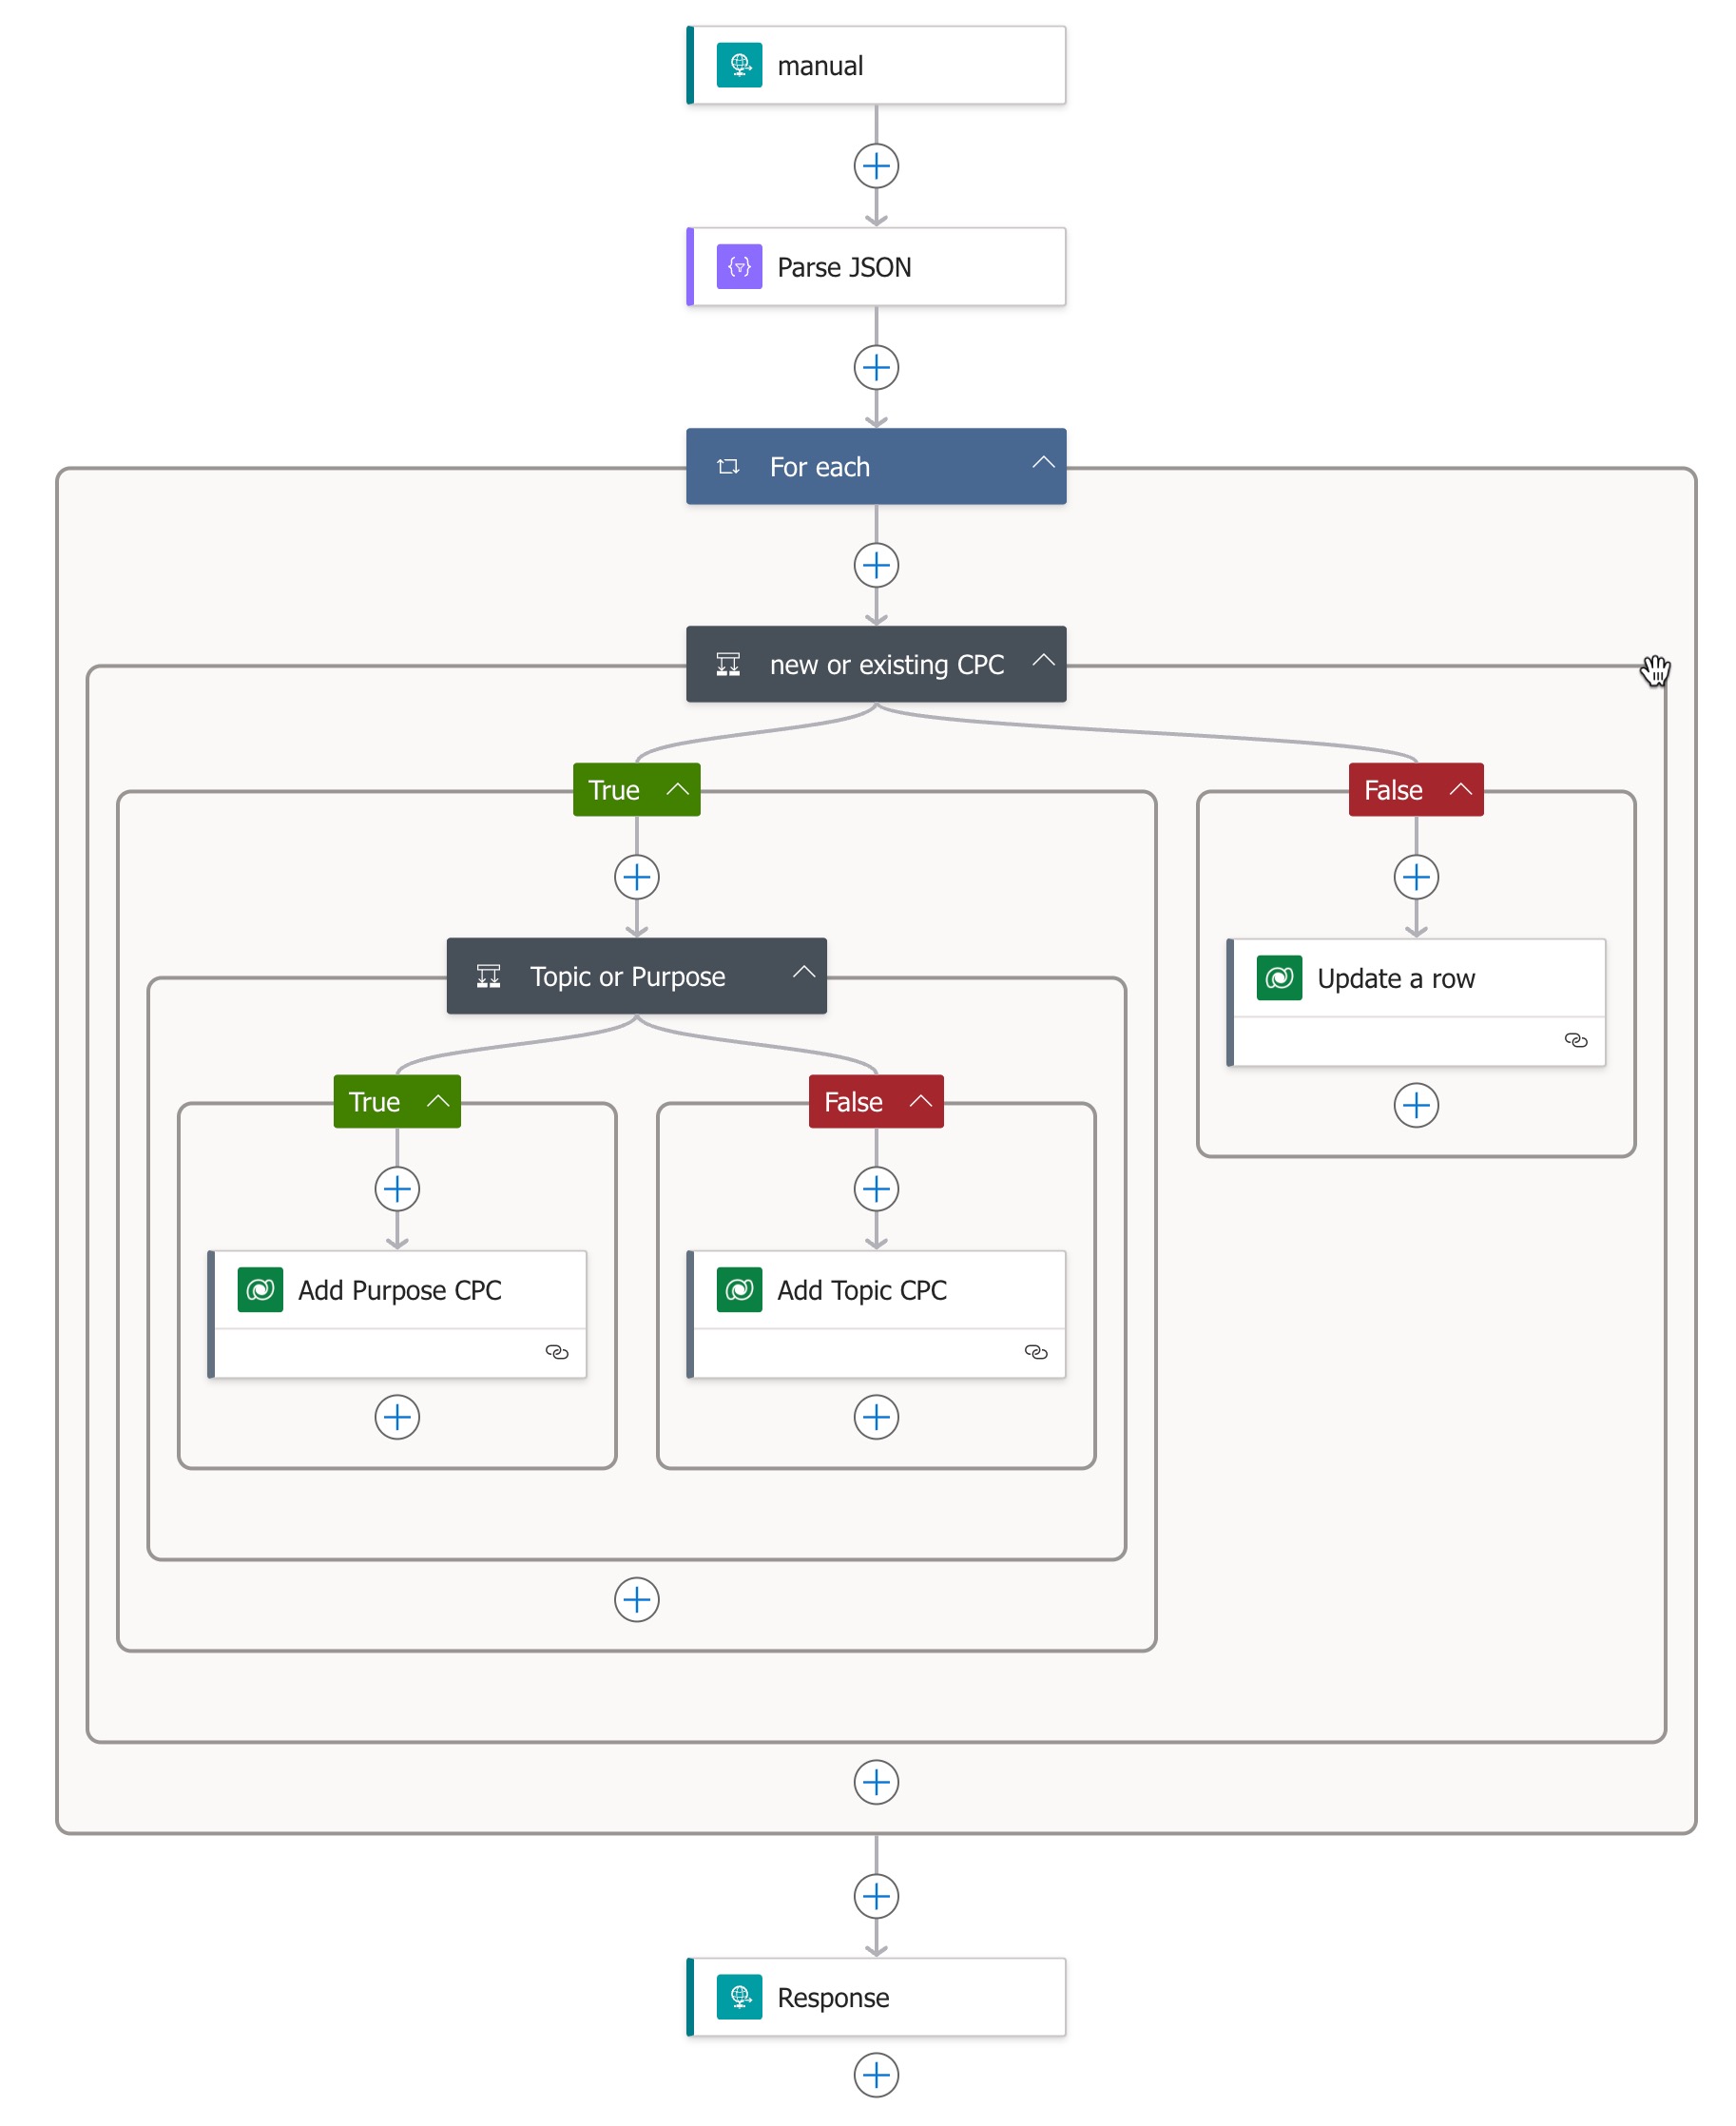 manual
Parse JSON
For each
new or existing CPC
True
False
Topic or Purpose
Update a row
True
False
Add Purpose CPC
Add Topic CPC
Response